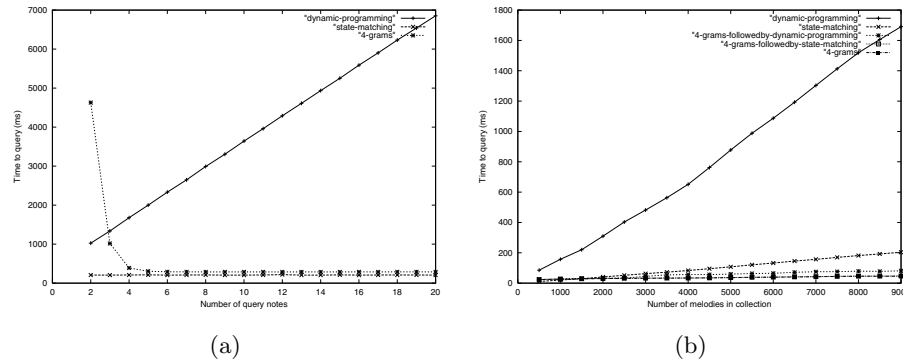 7000
6000
5000
4000
3000
2000
1000
0
Time to query (ms)
"dynamic-programming"
"state-matching"
"4-grams"
0 2 4 6 8 10 12 14 16 18 20
Number of query notes
(a)
1800
1600
1400
1200
1000
800
600
400
200
0
Time to query (ms)
"dynamic-programming"
"state-matching"
"4-grams-followedby-dynamic-programming"
"4-grams-followedby-state-matching"
"4-grams"
0 1000 2000 3000 4000 5000 6000 7000 8000 9000
Number of melodies in collection
(b)